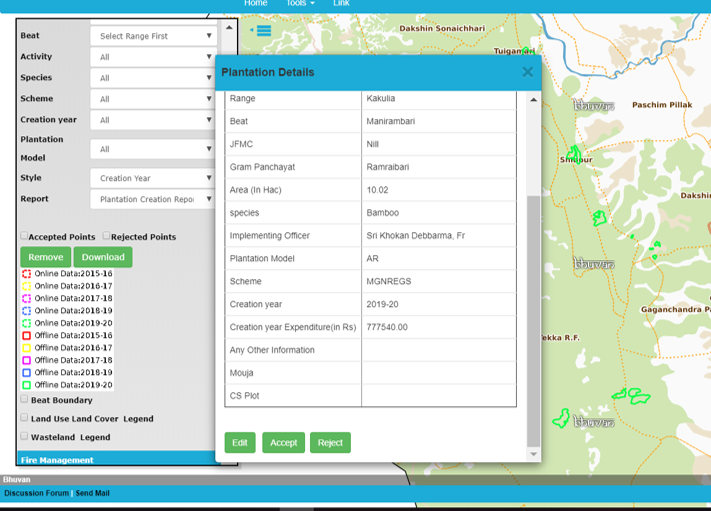 Home Tools Link
Beat Select Range First
Activity All
Species All
Scheme All
Creation year All
Plantation Model All
Style Creation Year
Report Plantation Creation Repor
Accepted Points Rejected Points
Remove Download
Online Data:2015-16
Online Data:2016-17
Online Data:2017-18
Online Data:2018-19
Online Data:2019-20
Offline Data:2015-16
Offline Data:2016-17
Offline Data:2017-18
Offline Data:2018-19
Offline Data:2019-20
Beat Boundary
Land Use Land Cover Legend
Wasteland Legend
Fire Management
Plantation Details
Range Kakulia
Beat Manirambari
JFMC Nill
Gram Panchayat Ramraibari
Area (In Hac) 10.02
species Bamboo
Implementing Officer Sri Khokan Debbarma, Fr
Plantation Model AR
Scheme MGNREGS
Creation year 2019-20
Creation year Expenditure(in Rs) 777540.00
Any Other Information
Mouja
CS Plot
Edit Accept Reject
Dakshin Sonaichhari
Tuigamari
bhuvan
Paschim Pillak
Dakshi
bhuvan
Gaganchandra P
ekka R.F.
bhuvan
Bhuvan
Discussion Forum | Send Mail